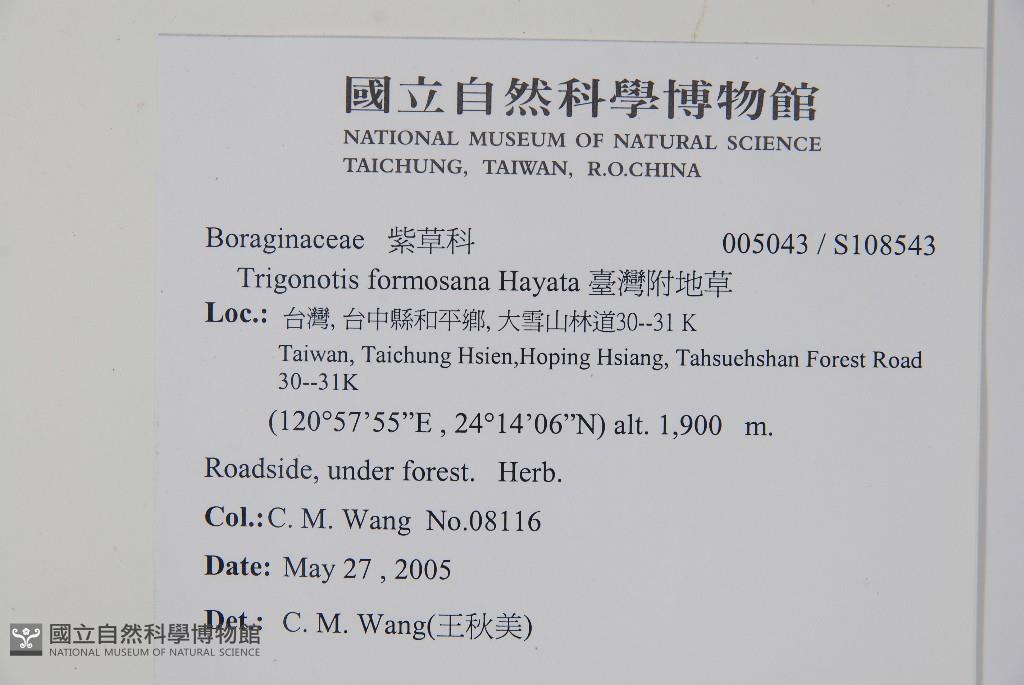 國立自然科學博物館
NATIONAL MUSEUM OF NATURAL SCIENCE
TAICHUNG, TAIWAN, R.O.CHINA
Boraginaceae 紫草科 005043 / S108543
Trigonotis formosana Hayata 臺灣附地草
Loc.: 台灣, 台中縣和平鄉, 大雪山林道30--31 K
Taiwan, Taichung Hsien,Hoping Hsiang, Tahsuehshan Forest Road
30--31K
(120°57’55”E , 24°14’06”N) alt. 1,900 m.
Roadside, under forest. Herb.
Col.:C. M. Wang No.08116
Date: May 27 , 2005
Det.: C. M. Wang(王秋美)
國立自然科學博物館
NATIONAL MUSEUM OF NATURAL SCIENCE